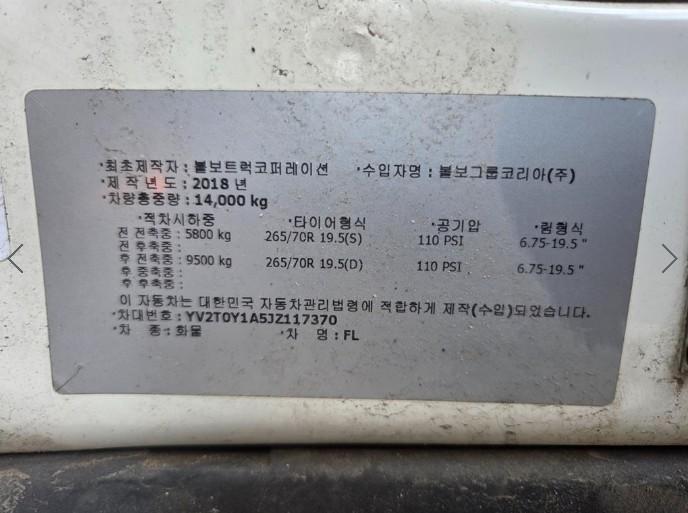 ·최초제작자 : 볼보트럭코퍼레이션 ·수입자명 : 볼보그룹코리아(주)
·제 작 년 도 : 2018 년
·차량총중량 : 14,000 kg
·적차시하중 ·타이어형식 ·공기압 ·림형식
전 전축중 : 5800 kg 265/70R 19.5(S) 110 PSI 6.75-19.5 "
전 후축중 :
후 전축중 : 9500 kg 265/70R 19.5(D) 110 PSI 6.75-19.5 "
후 중축중 :
후 후축중 :
이 자동차는 대한민국 자동차관리법령에 적합하게 제작(수입)되었습니다.
·차대번호 : YV2T0Y1A5JZ117370
·차 종 : 화물 ·차 명 : FL